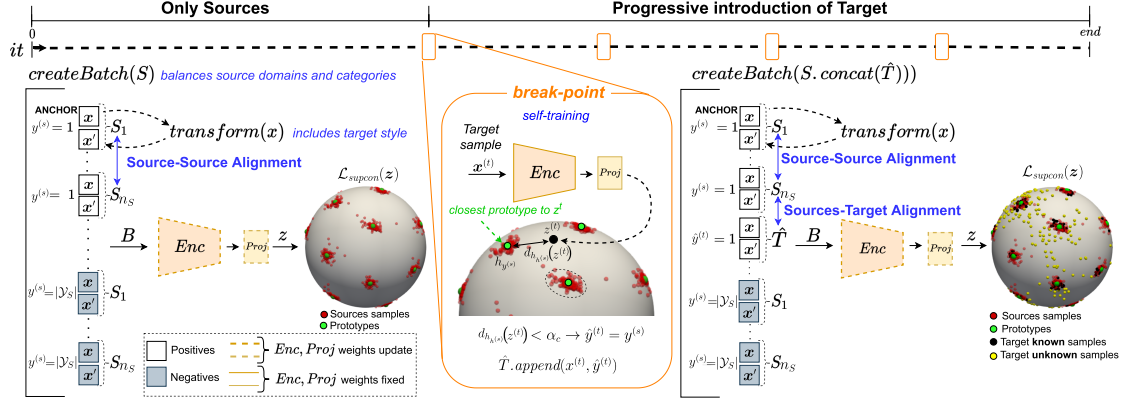 Only Sources
Progressive introduction of Target
0
end
it
createBatch(S) balances source domains and categories
ANCHOR
y^{(s)} = 1
x
x'
S_1
transform(x) includes target style
Source-Source Alignment
y^{(s)} = 1
x
x'
S_{n_S}
B
Enc
Proj
z
L_{supcon}(z)
y^{(s)}=|Y_S|
x
x'
S_1
Sources samples
Prototypes
y^{(s)}=|Y_S|
x
x'
S_{n_S}
Positives
Negatives
Enc, Proj weights update
Enc, Proj weights fixed
break-point
self-training
Target
sample
x^{(t)}
Enc
Proj
closest prototype to z^t
z^{(t)}
h_{y^{(s)}}
d_{h_{h(s)}}(z^{(t)})
d_{h_{h(s)}}(z^{(t)}) < α_c → ŷ^{(t)} = y^{(s)}
T̂.append(x^{(t)}, ŷ^{(t)})
createBatch(S.concat(T̂)))
ANCHOR
y^{(s)} = 1
x
x'
S_1
transform(x)
Source-Source Alignment
y^{(s)} = 1
x
x'
S_{n_S}
Sources-Target Alignment
ŷ^{(t)} = 1
x
x'
T̂
B
Enc
Proj
z
L_{supcon}(z)
y^{(s)}=|Y_S|
x
x'
S_1
Sources samples
Prototypes
Target known samples
Target unknown samples
y^{(s)}=|Y_S|
x
x'
S_{n_S}